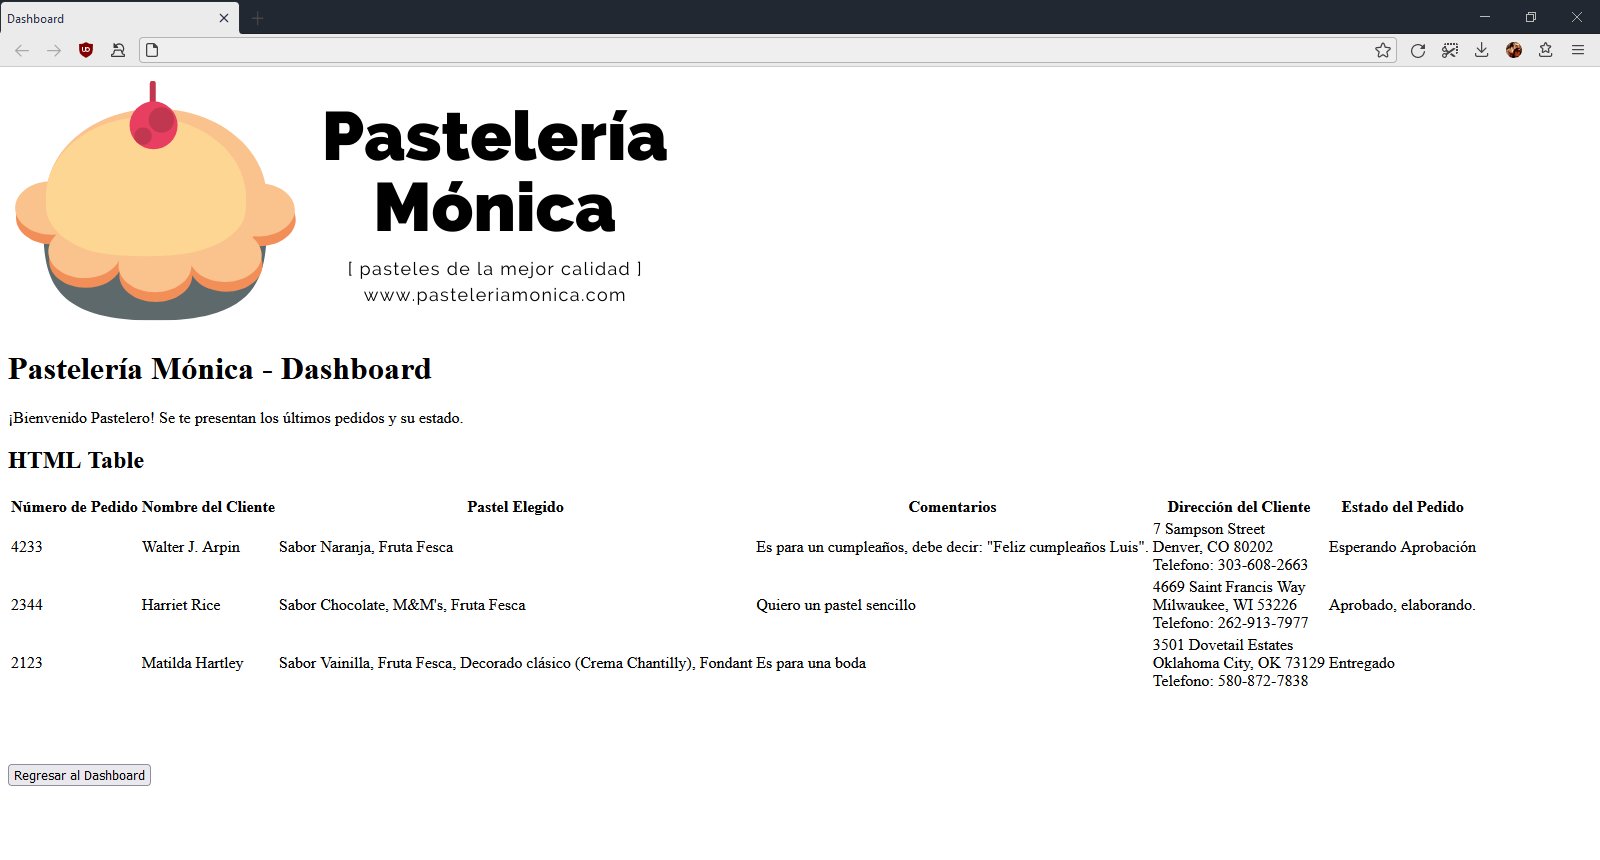 Dashboard
Pastelería
Mónica
[ pasteles de la mejor calidad ]
www.pasteleriamonica.com
Pastelería Mónica - Dashboard
¡Bienvenido Pastelero! Se te presentan los últimos pedidos y su estado.
HTML Table
Número de Pedido Nombre del Cliente Pastel Elegido Comentarios Dirección del Cliente Estado del Pedido
4233 Walter J. Arpin Sabor Naranja, Fruta Fesca Es para un cumpleaños, debe decir: "Feliz cumpleaños Luis". 7 Sampson Street
Denver, CO 80202
Telefono: 303-608-2663 Esperando Aprobación
2344 Harriet Rice Sabor Chocolate, M&M's, Fruta Fesca Quiero un pastel sencillo 4669 Saint Francis Way
Milwaukee, WI 53226
Telefono: 262-913-7977 Aprobado, elaborando.
2123 Matilda Hartley Sabor Vainilla, Fruta Fesca, Decorado clásico (Crema Chantilly), Fondant Es para una boda 3501 Dovetail Estates
Oklahoma City, OK 73129
Telefono: 580-872-7838 Entregado
Regresar al Dashboard